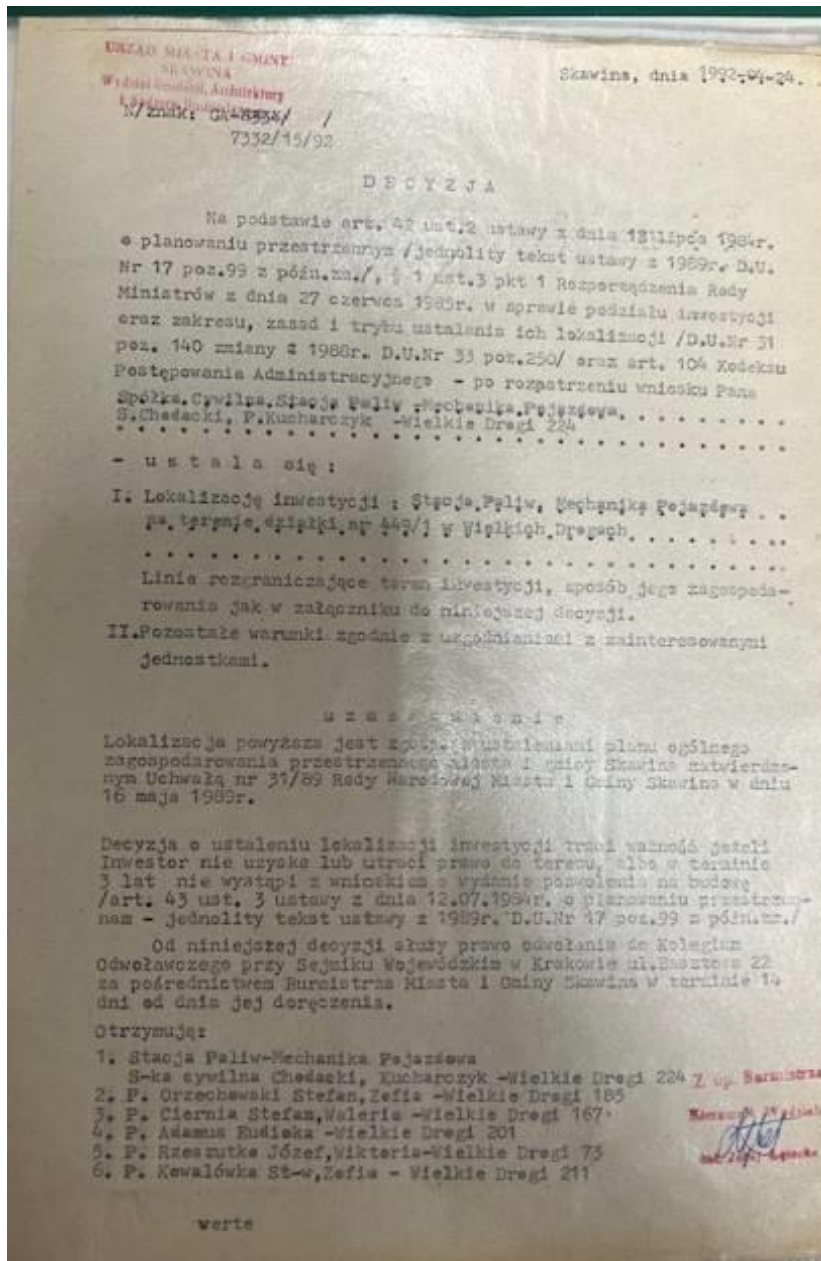 URZĄD MIASTA I GMINY
SKAWINA
Wydział Geodezji, Architektury
Skawina, dnia 1992-04-24.
N/znak: GA-8334/ /
7332/15/92
D E C Y Z J A
Na podstawie art. 42 ust.2 ustawy z dnia 12 lipca 1984r.
o planowaniu przestrzennym /jednolity tekst ustawy z 1989r. D.U.
Nr 17 poz.99 z późn.zm./, § 1 ust.3 pkt 1 Rozporządzenia Rady
Ministrów z dnia 27 czerwca 1985r. w sprawie podziału inwestycji
oraz zakresu, zasad i trybu ustalania ich lokalizacji /D.U.Nr 31
poz. 140 zmiany z 1988r. D.U.Nr 33 poz.250/ oraz art. 104 Kodeksu
Postępowania Administracyjnego - po rozpatrzeniu wniosku Pana
Spółka Cywilna Stacja Paliw -Mechanika Pojazdowa
S.Chodacki, P.Kucharczyk -Wielkie Drogi 224
- u s t a l a się :
I. Lokalizację inwestycji : Stacja Paliw, Mechanika Pojazdowa
na terenie działki nr 449/1 w Wielkich Drogach
Linie rozgraniczające teren inwestycji, sposób jego zagospoda-
rowania jak w załączniku do niniejszej decyzji.
II.Pozostałe warunki zgodnie z uzgodnieniami z zainteresowanymi
jednostkami.
u z a s a d n i e n i e
Lokalizacja powyższa jest zgodna z ustaleniami planu ogólnego
zagospodarowania przestrzennego miasta i gminy Skawina zatwierdzo-
nym Uchwałą nr 31/89 Rady Narodowej Miasta i Gminy Skawina w dniu
16 maja 1989r.
Decyzja o ustaleniu lokalizacji inwestycji traci ważność jeżeli
Inwestor nie uzyska lub utraci prawo do terenu, albo w terminie
3 lat nie wystąpi z wnioskiem o wydanie pozwolenia na budowę
/art. 43 ust. 3 ustawy z dnia 12.07.1984r. o planowaniu przestrzen-
nam - jednolity tekst ustawy z 1989r. D.U.Nr 17 poz.99 z późn.zm./
Od niniejszej decyzji służy prawo odwołania do Kolegium
Odwoławczego przy Sejmiku Wojewódzkim w Krakowie ul.Basztowa 22
za pośrednictwem Burmistrza Miasta i Gminy Skawina w terminie 14
dni od dnia jej doręczenia.
Otrzymują:
1. Stacja Paliw-Mechanika Pojazdowa
S-ka cywilna Chodacki, Kucharczyk -Wielkie Drogi 224
Z up. Burmistrza
2. P. Orzechowski Stefan,Zofia -Wielkie Drogi 185
3. P. Ciernia Stefan,Waleria -Wielkie Drogi 167
4. P. Adamus Eudioka -Wielkie Drogi 201
5. P. Rzeszutko Józef,Wiktoria-Wielkie Drogi 73
6. P. Kowalówka St-w,Zofia - Wielkie Drogi 211
werte